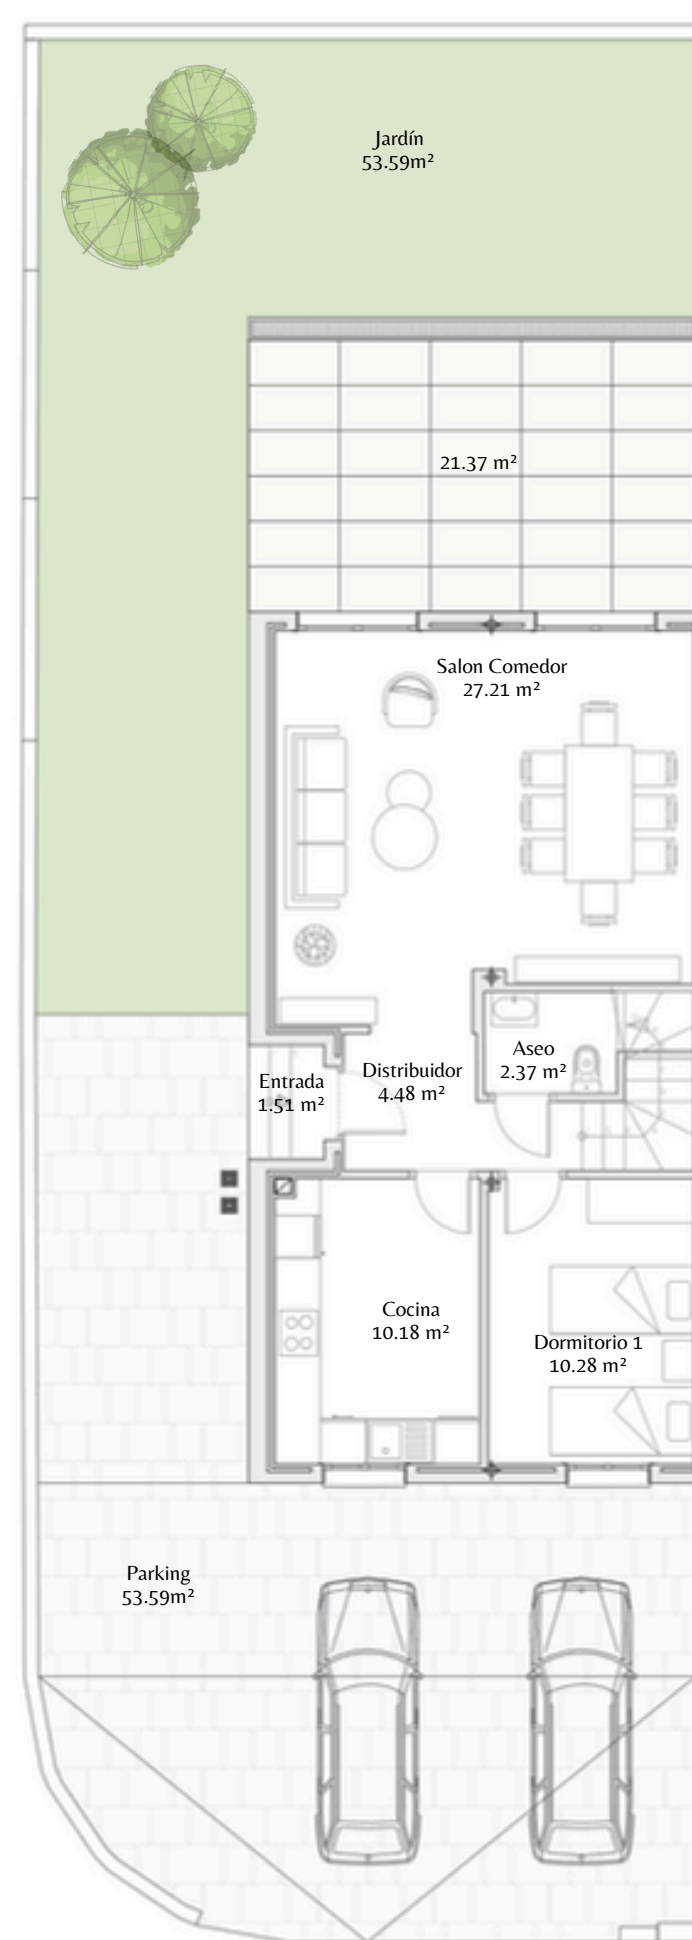 Jardín
53.59m²
21.37 m²
Salon Comedor
27.21 m²
Aseo
2.37 m²
Distribuidor
4.48 m²
Entrada
1.51 m²
Cocina
10.18 m²
Dormitorio 1
10.28 m²
Parking
53.59m²